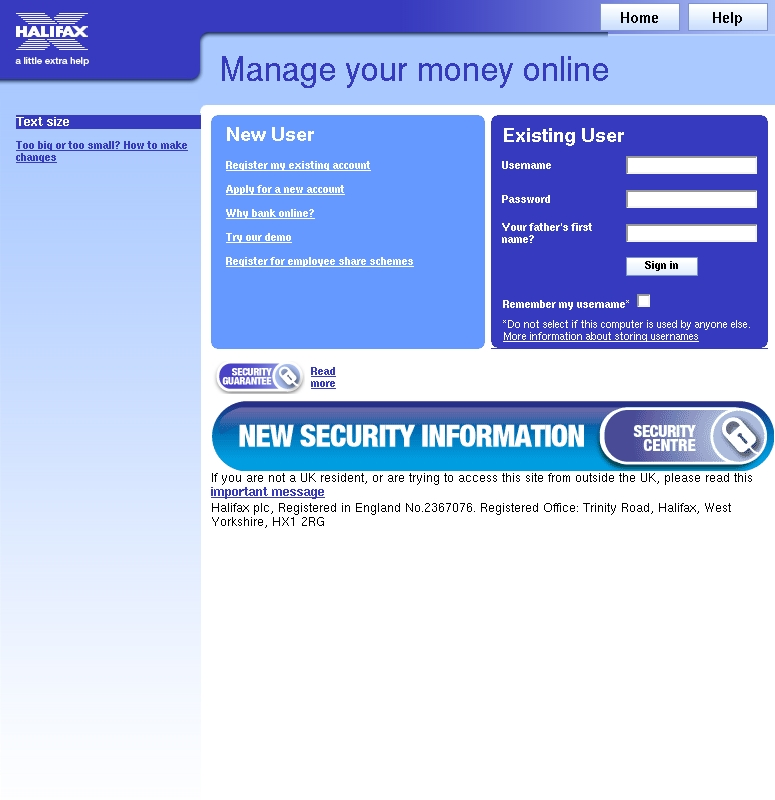 HALIFAX
a little extra help
Home
Help
Manage your money online
Text size
Too big or too small? How to make
changes
New User
Register my existing account
Apply for a new account
Why bank online?
Try our demo
Register for employee share schemes
Existing User
Username
Password
Your father's first
name?
Sign in
Remember my username*
*Do not select if this computer is used by anyone else.
More information about storing usernames
SECURITY
GUARANTEE
Read
more
NEW SECURITY INFORMATION
SECURITY
CENTRE
If you are not a UK resident, or are trying to access this site from outside the UK, please read this
important message
Halifax plc, Registered in England No.2367076. Registered Office: Trinity Road, Halifax, West
Yorkshire, HX1 2RG